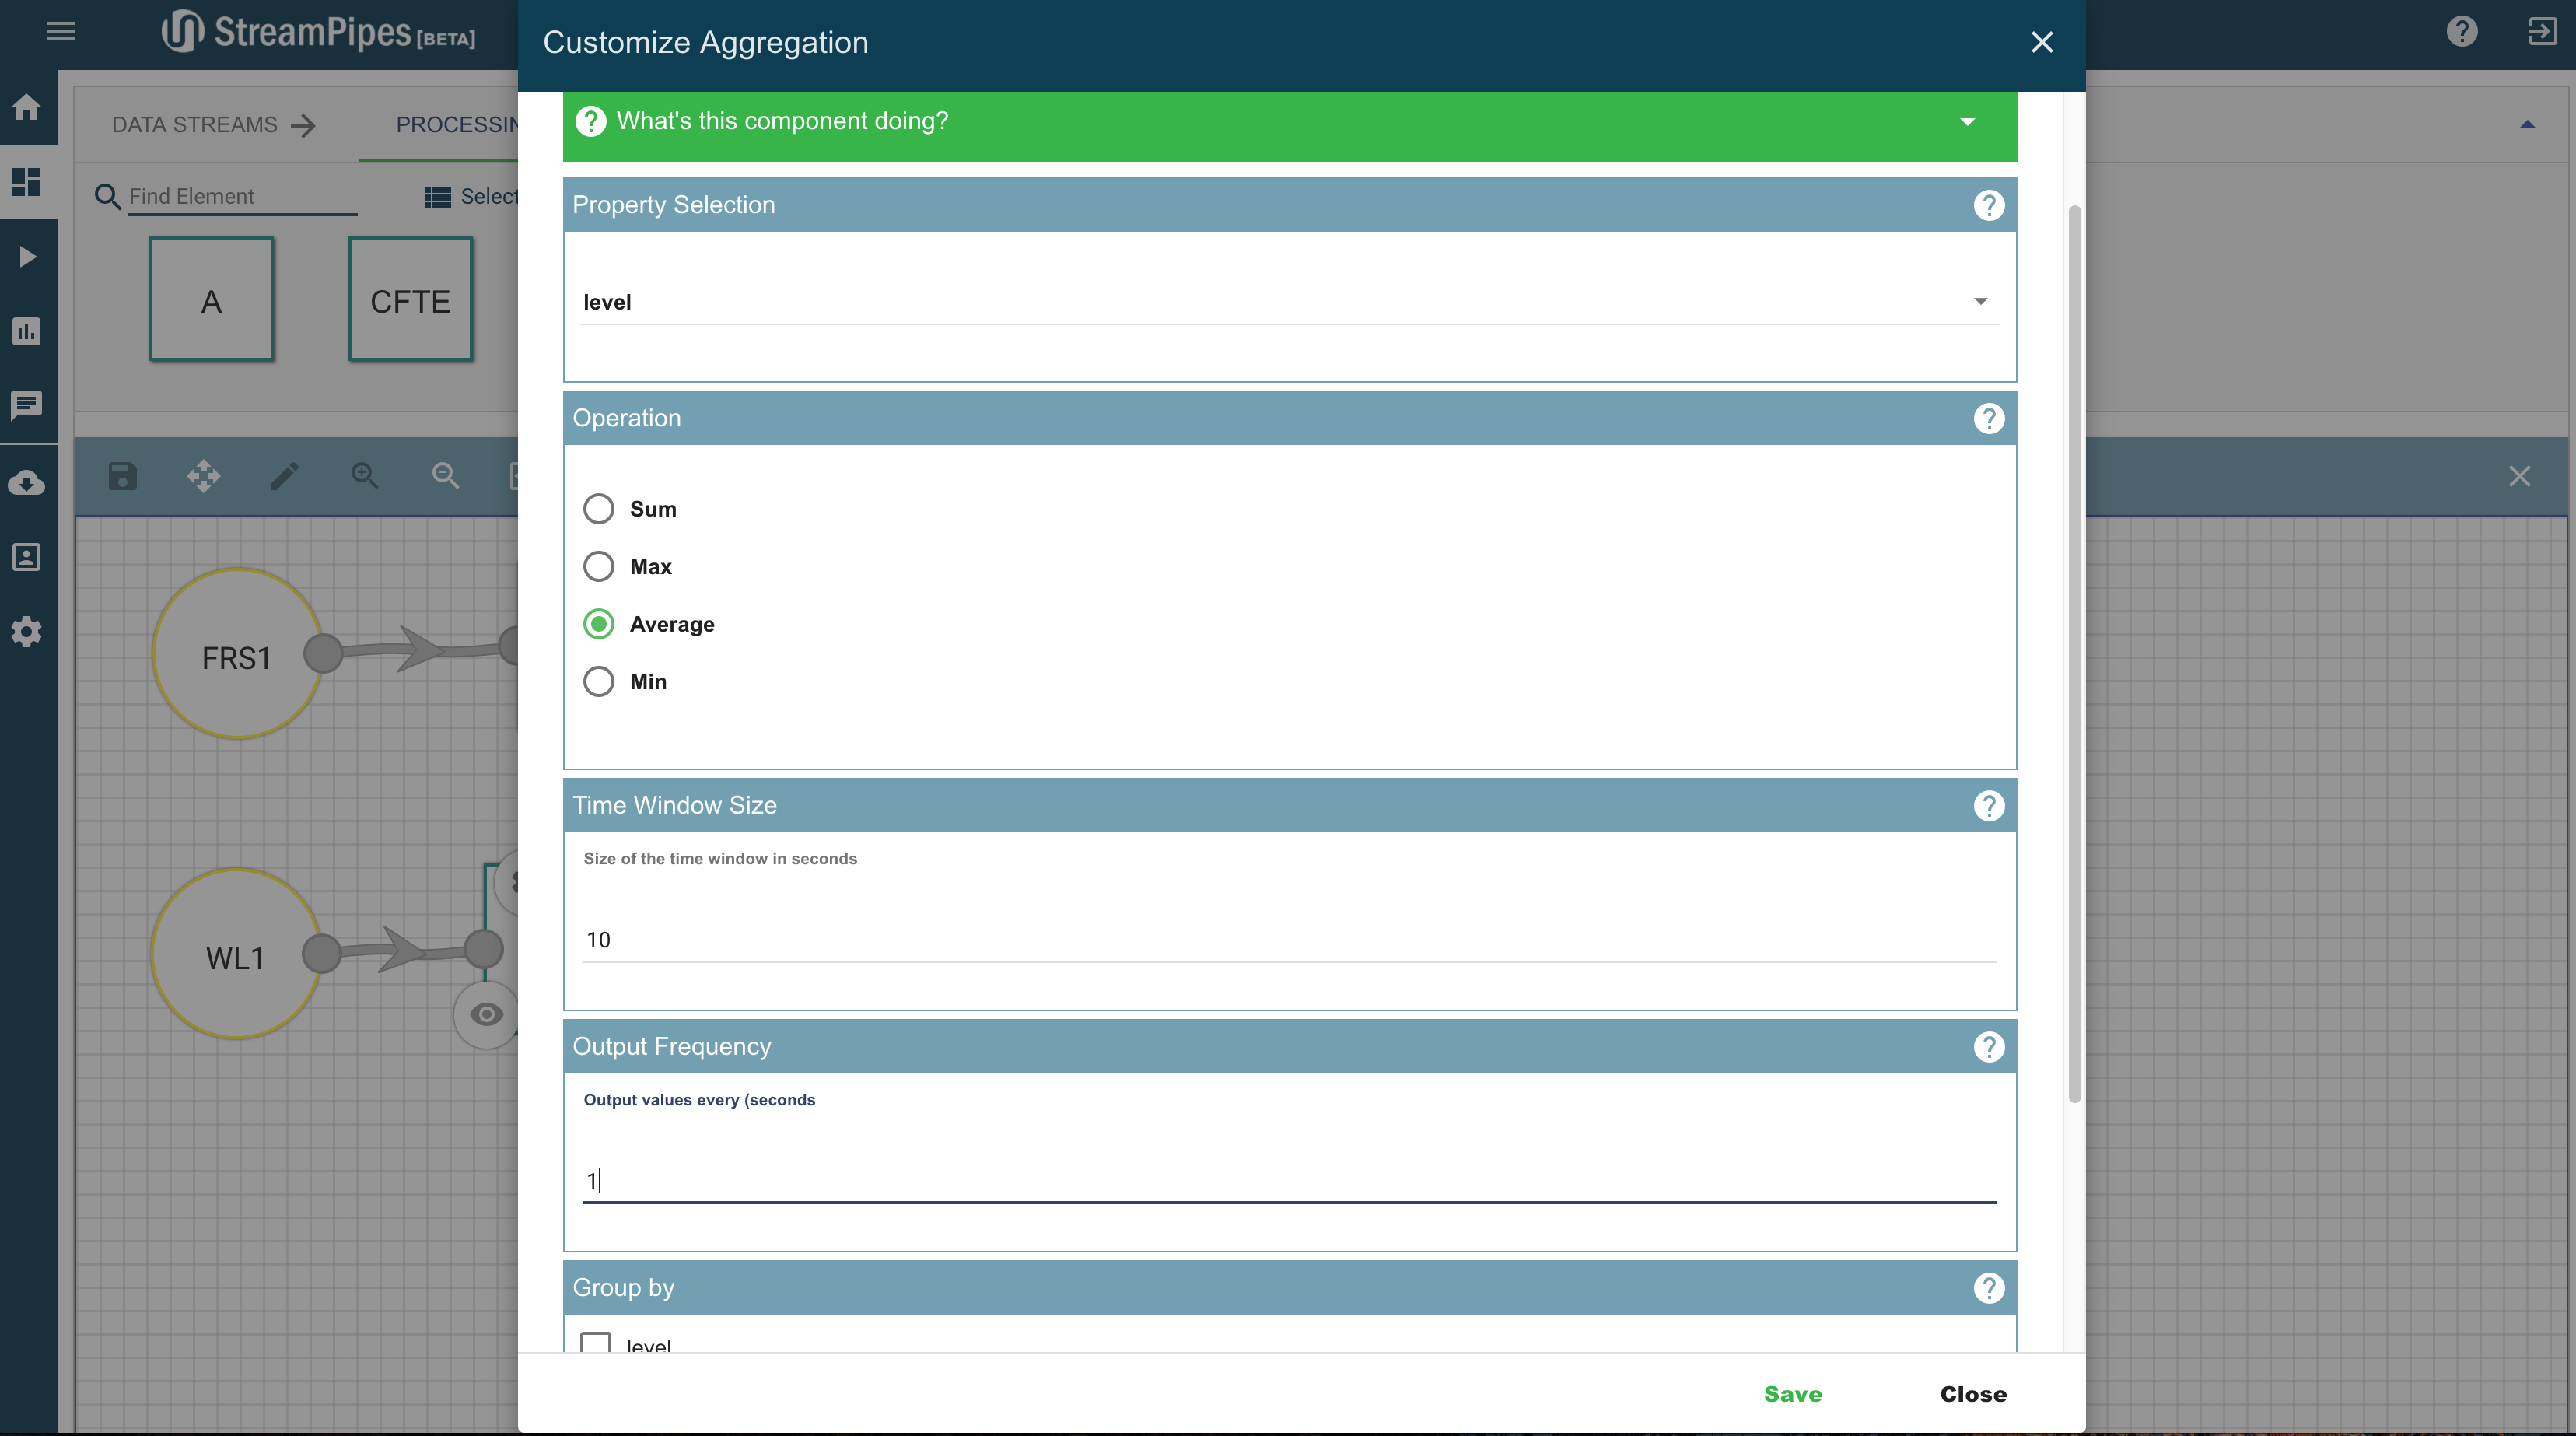 StreamPipes [BETA]
Customize Aggregation
DATA STREAMS
PROCESSIN
Find Element
Select
A
CFTE
FRS1
WL1
What's this component doing?
Property Selection
level
Operation
Sum
Max
Average
Min
Time Window Size
Size of the time window in seconds
10
Output Frequency
Output values every (seconds
1
Group by
level
Save
Close